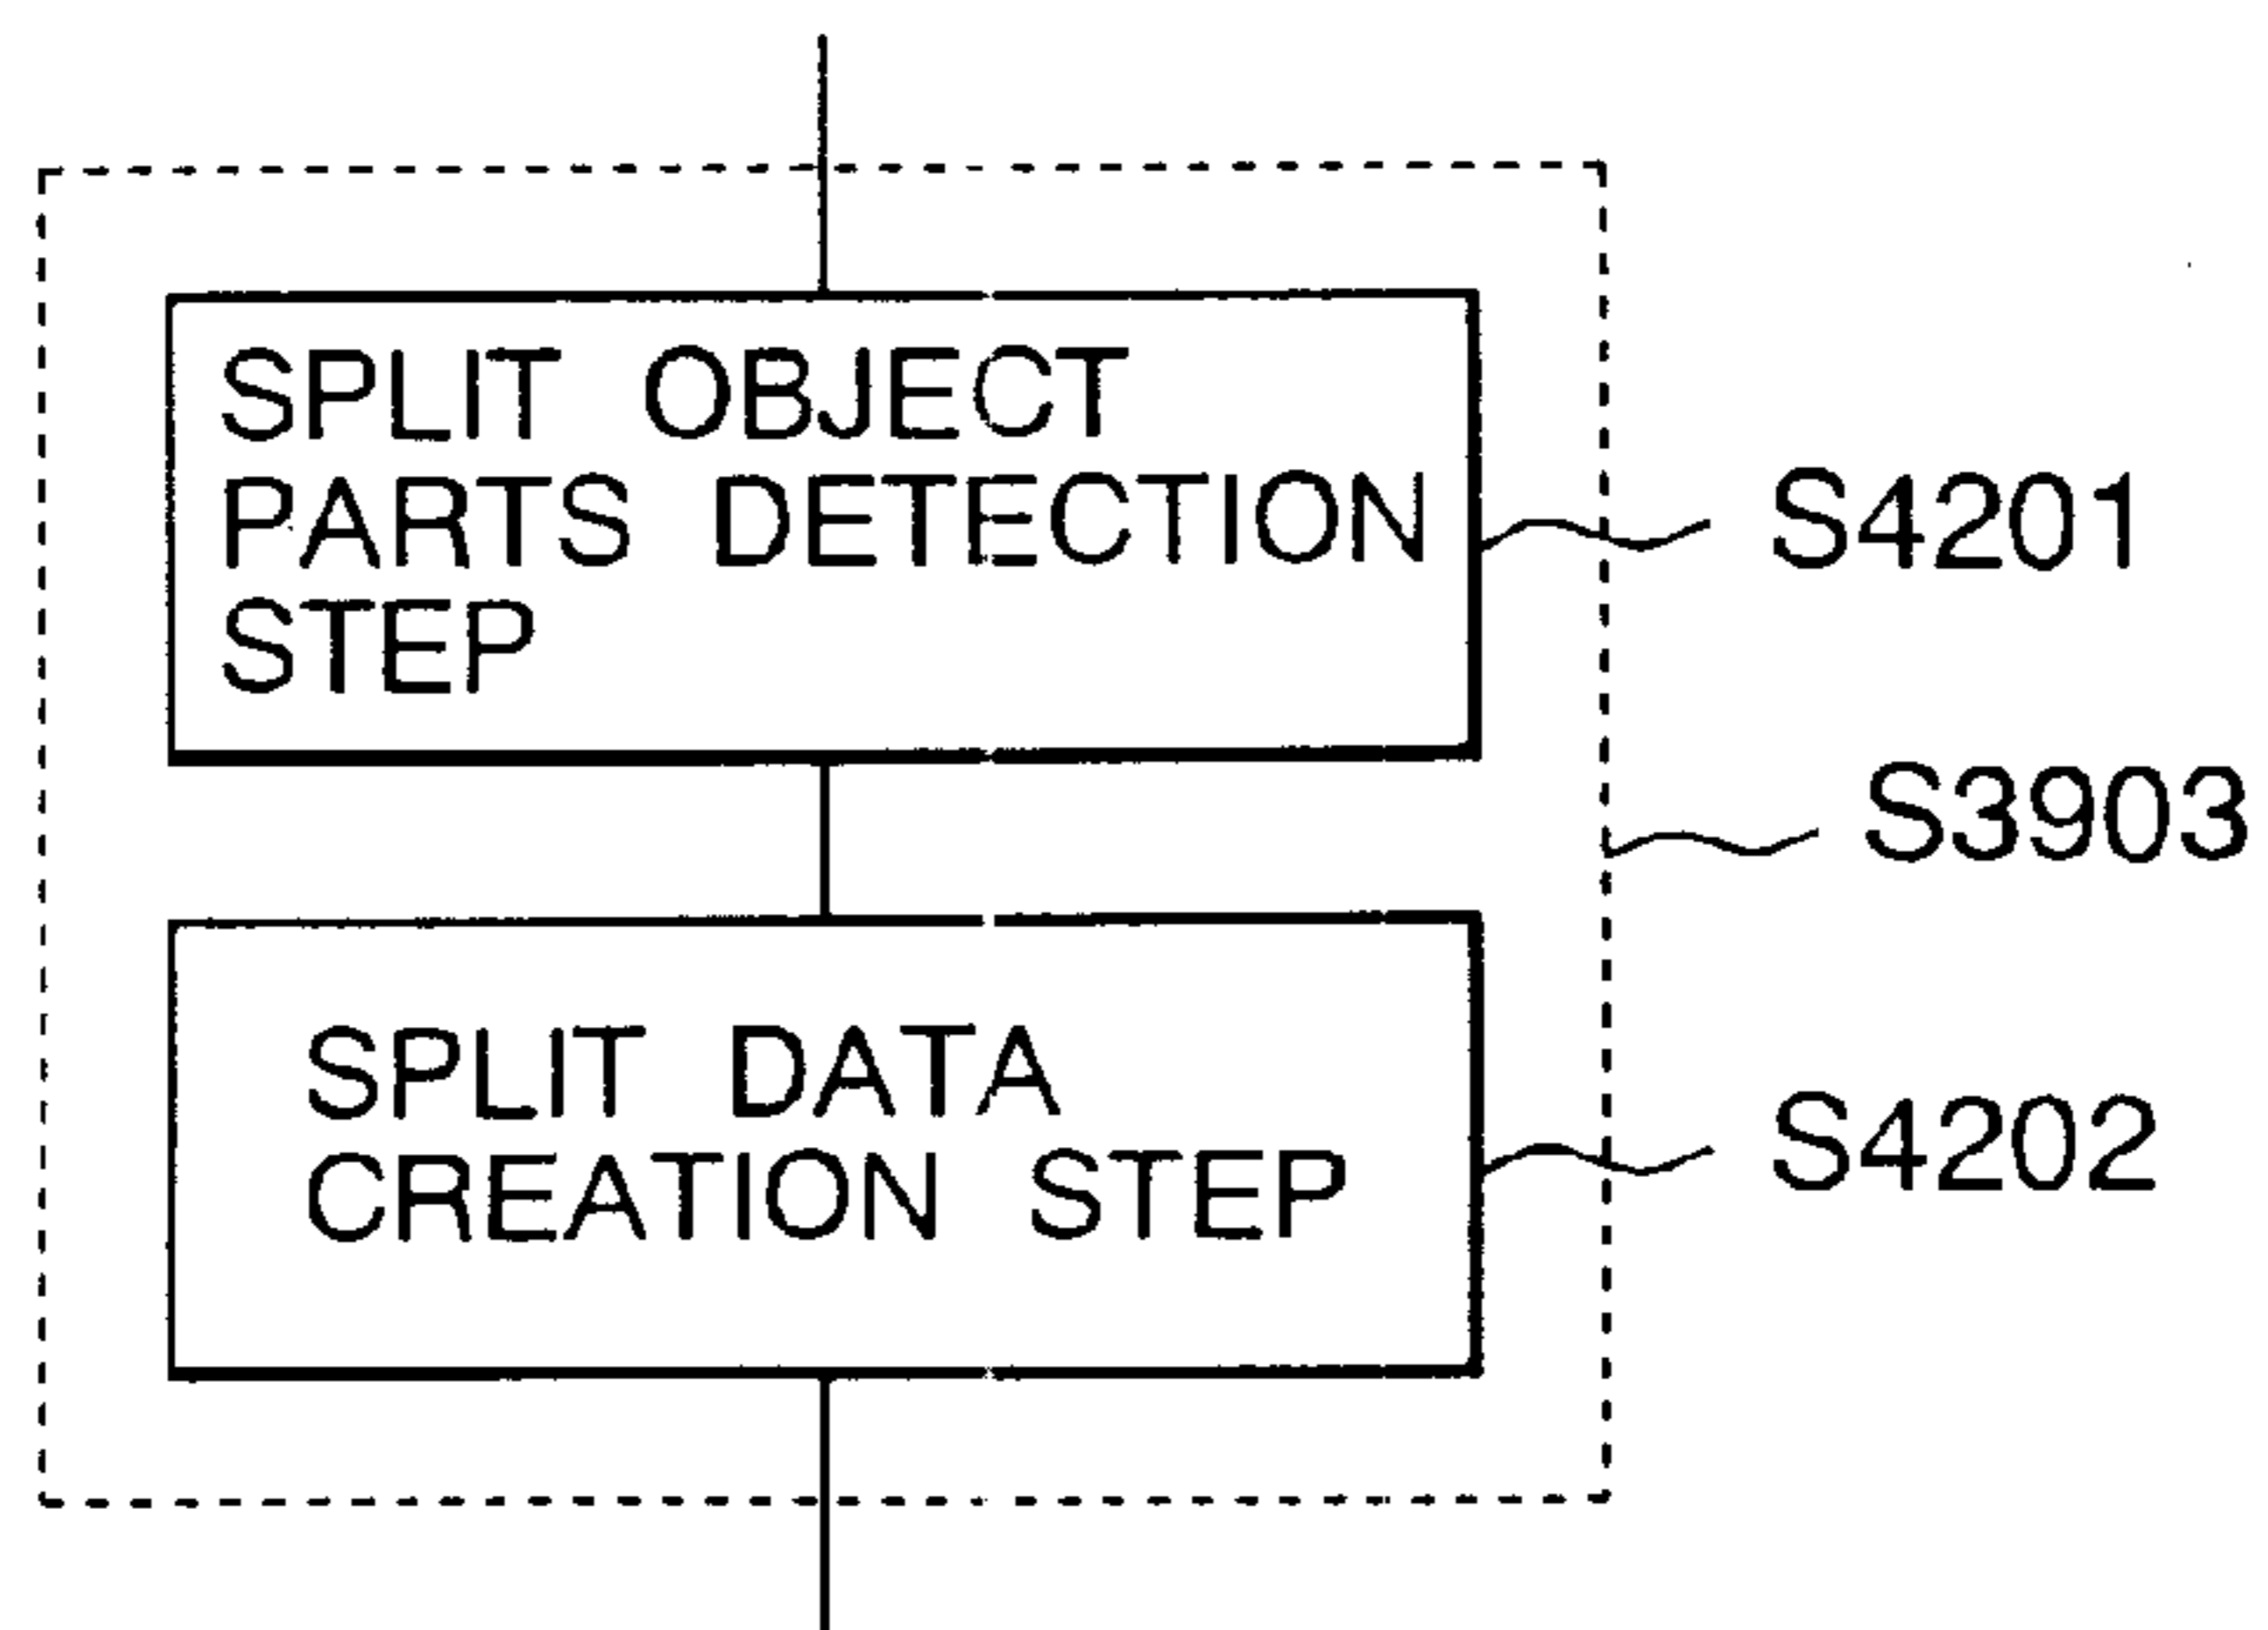 SPLIT OBJECT
PARTS DETECTION
STEP
S4201
S3903
SPLIT DATA
CREATION STEP
S4202